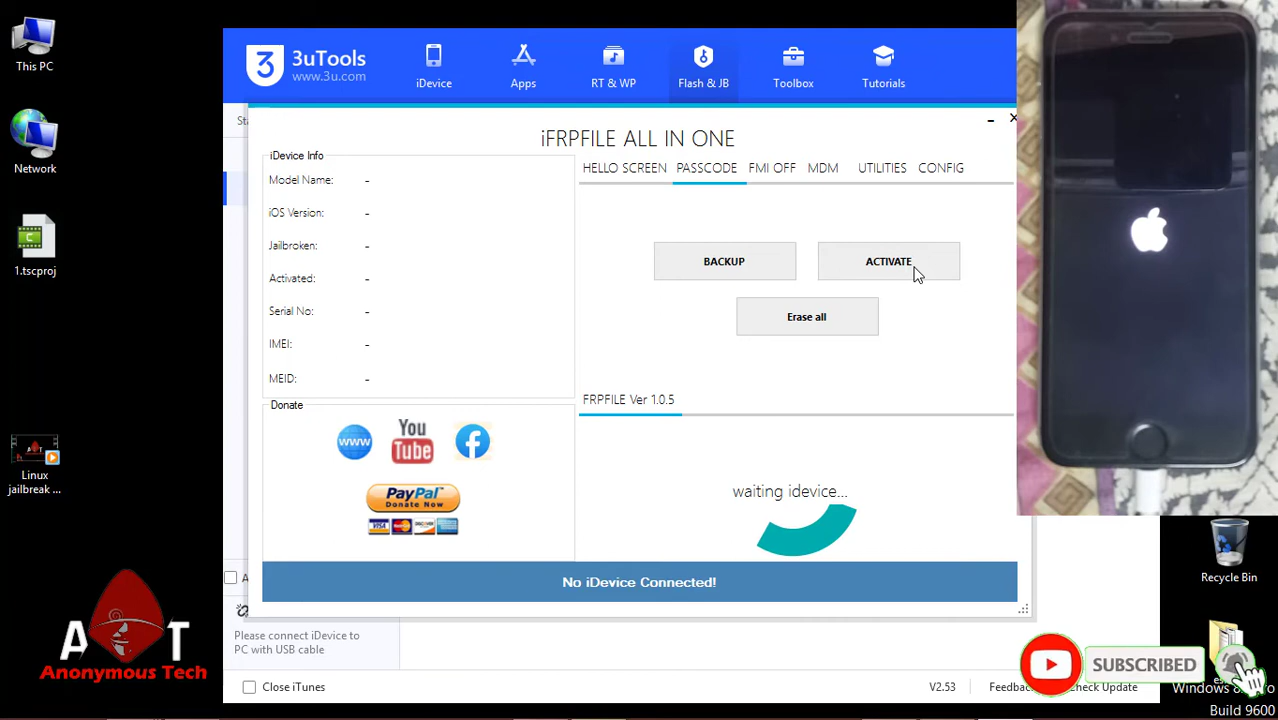 This PC
Network
1.tscproj
Linux
jailbreak ...
3 3uTools
www.3u.com
iDevice
Apps
RT & WP
Flash & JB
Toolbox
Tutorials
iFRPFILE ALL IN ONE
iDevice Info
Model Name: -
iOS Version: -
Jailbroken: -
Activated: -
Serial No: -
IMEI: -
MEID: -
HELLO SCREEN PASSCODE FMI OFF MDM UTILITIES CONFIG
BACKUP
ACTIVATE
Erase all
Donate
WWW
You
Tube
f
PayPal
Donate Now
VISA
DISCOVER
FRPFILE Ver 1.0.5
waiting idevice...
No iDevice Connected!
Please connect iDevice to
PC with USB cable
Close iTunes
V2.53
Check Update
Recycle Bin
A T
Anonymous Tech
SUBSCRIBED
Build 9600